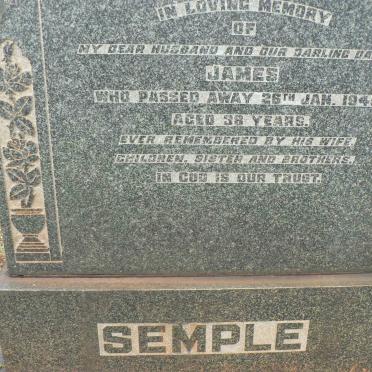 IN LOVING MEMORY
OF
MY DEAR HUSBAND AND OUR DARLING
JAMES
WHO PASSED AWAY 26TH JAN. 194
AGED 38 YEARS.
EVER REMEMBERED BY HIS WIFE,
CHILDREN, SISTER AND BROTHERS.
IN GOD IS OUR TRUST.
SEMPLE